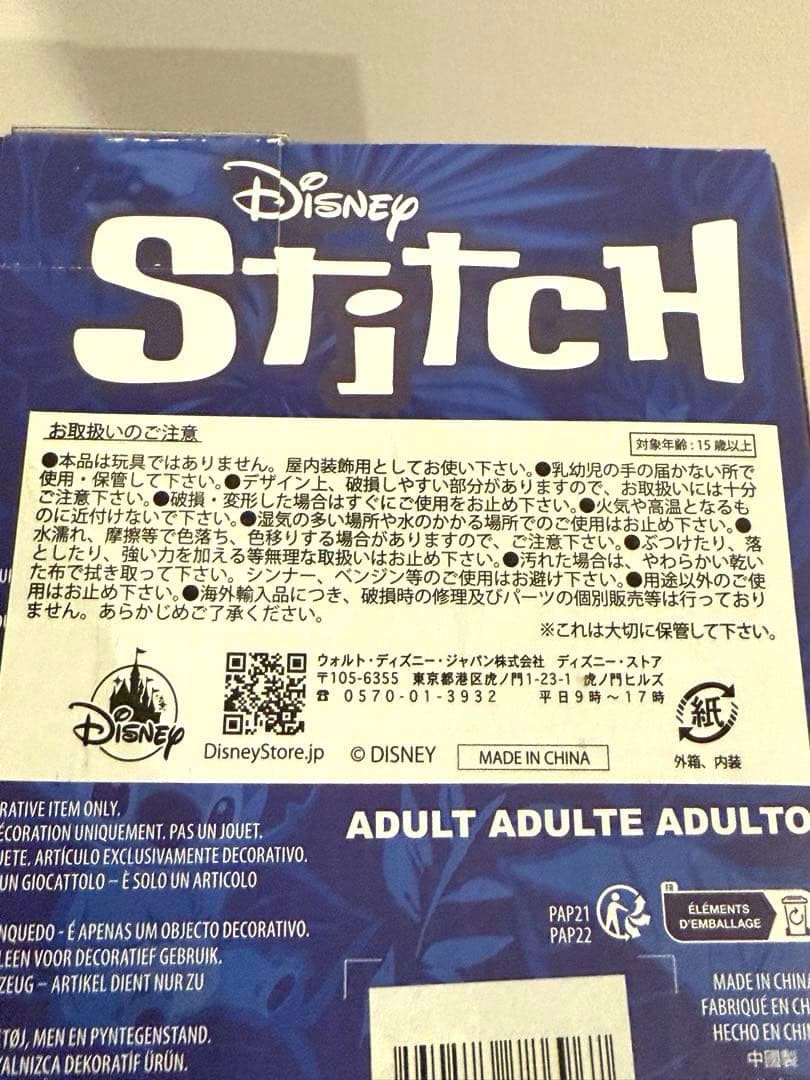 Disney
Stitch
お取扱いのご注意
対象年齢:15歳以上
●本品は玩具ではありません。屋内装飾用としてお使い下さい。●乳幼児の手の届かない所で
使用・保管して下さい。●デザイン上、破損しやすい部分がありますので、お取扱いには十分
ご注意下さい。●破損・変形した場合はすぐにご使用をお止め下さい。●火気や高温となるも
のに近付けないで下さい。●湿気の多い場所や水のかかる場所でのご使用はお止め下さい。●
水濡れ、摩擦等で色落ち、色移りする場合がありますので、ご注意下さい。●ぶつけたり、落
としたり、強い力を加える等無理な取扱いはお止め下さい。●汚れた場合は、やわらかい乾い
た布で拭き取って下さい。シンナー、ベンジン等のご使用はお避け下さい。●用途以外のご使
用はお止め下さい。●海外輸入品につき、破損時の修理及びパーツの個別販売等は行っており
ません。あらかじめご了承ください。
※これは大切に保管して下さい。
ウォルト・ディズニー・ジャパン株式会社 ディズニー・ストア
〒105-6355 東京都港区虎ノ門1-23-1 虎ノ門ヒルズ
☎ 0570-01-3932 平日9時〜17時
Disney
紙
DisneyStore.jp © DISNEY MADE IN CHINA
外箱、内装
RATIVE ITEM ONLY.
ÉCORATION UNIQUEMENT. PAS UN JOUET.
UETE. ARTÍCULO EXCLUSIVAMENTE DECORATIVO.
UN GIOCATTOLO – È SOLO UN ARTICOLO
NQUEDO - É APENAS UM OBJECTO DECORATIVO.
LEEN VOOR DECORATIEF GEBRUIK.
ZEUG – ARTIKEL DIENT NUR ZU
ETØJ, MEN EN PYNTEGENSTAND.
YALNIZCA DEKORATİF ÜRÜN.
ADULT ADULTE ADULTO
PAP21
PAP22
FR
ÉLÉMENTS
D'EMBALLAGE
MADE IN CHINA
FABRIQUÉ EN CH
HECHO EN CHIN
中國製